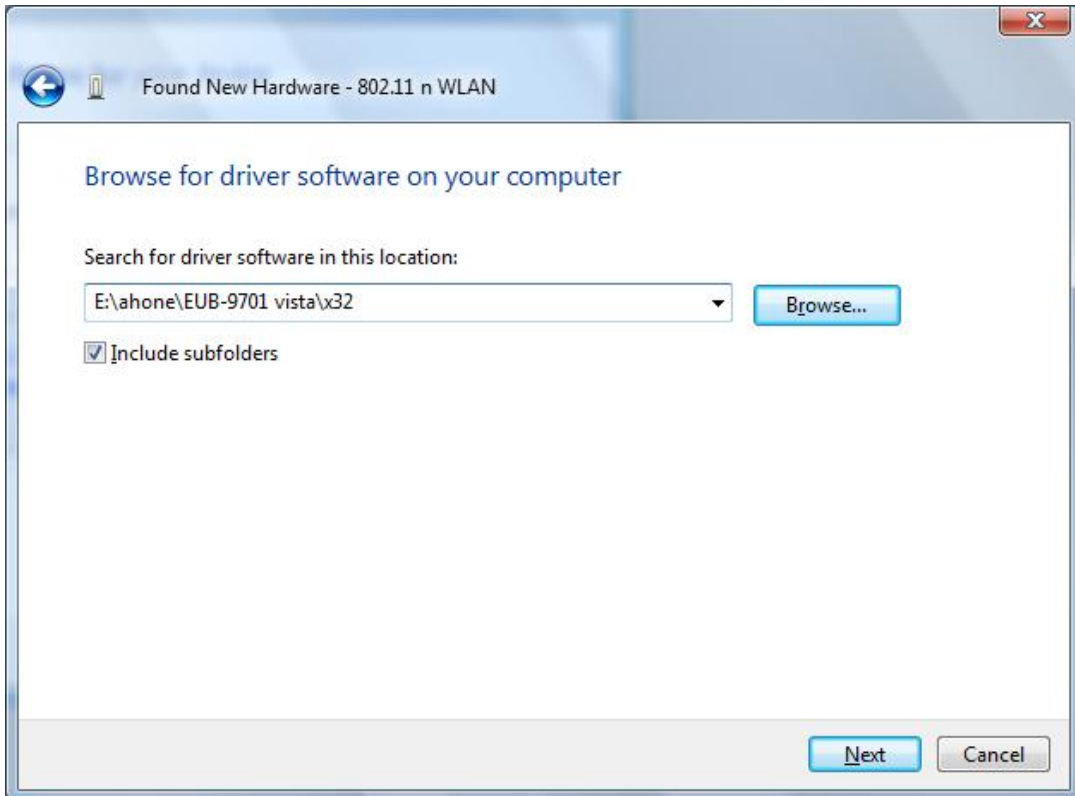 Found New Hardware - 802.11 n WLAN
Browse for driver software on your computer
Search for driver software in this location:
E:\ahone\EUB-9701 vista\x32
Browse...
Include subfolders
Next
Cancel